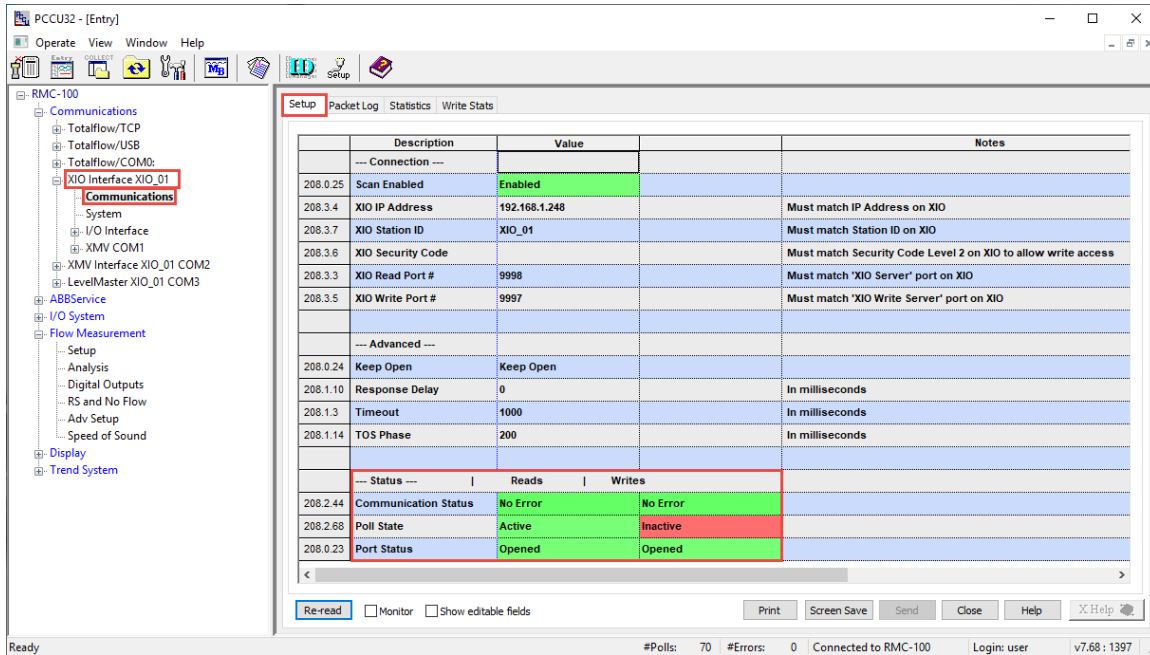 PCCU32 - [Entry]
Operate View Window Help
Entry COLLECT MB ID Setup
RMC-100
Communications
Totalflow/TCP
Totalflow/USB
Totalflow/COM0:
XIO Interface XIO_01
Communications
System
I/O Interface
XMV COM1
XMV Interface XIO_01 COM2
LevelMaster XIO_01 COM3
ABBService
I/O System
Flow Measurement
Setup
Analysis
Digital Outputs
RS and No Flow
Adv Setup
Speed of Sound
Display
Trend System
Setup Packet Log Statistics Write Stats
Description Value Notes
--- Connection ---
208.0.25 Scan Enabled Enabled
208.3.4 XIO IP Address 192.168.1.248 Must match IP Address on XIO
208.3.7 XIO Station ID XIO_01 Must match Station ID on XIO
208.3.6 XIO Security Code Must match Security Code Level 2 on XIO to allow write access
208.3.3 XIO Read Port # 9998 Must match 'XIO Server' port on XIO
208.3.5 XIO Write Port # 9997 Must match 'XIO Write Server' port on XIO
--- Advanced ---
208.0.24 Keep Open Keep Open
208.1.10 Response Delay 0 In milliseconds
208.1.3 Timeout 1000 In milliseconds
208.1.14 TOS Phase 200 In milliseconds
--- Status --- | Reads | Writes
208.2.44 Communication Status No Error No Error
208.2.68 Poll State Active Inactive
208.0.23 Port Status Opened Opened
Re-read Monitor Show editable fields Print Screen Save Send Close Help X Help
Ready #Polls: 70 #Errors: 0 Connected to RMC-100 Login: user v7.68 : 1397